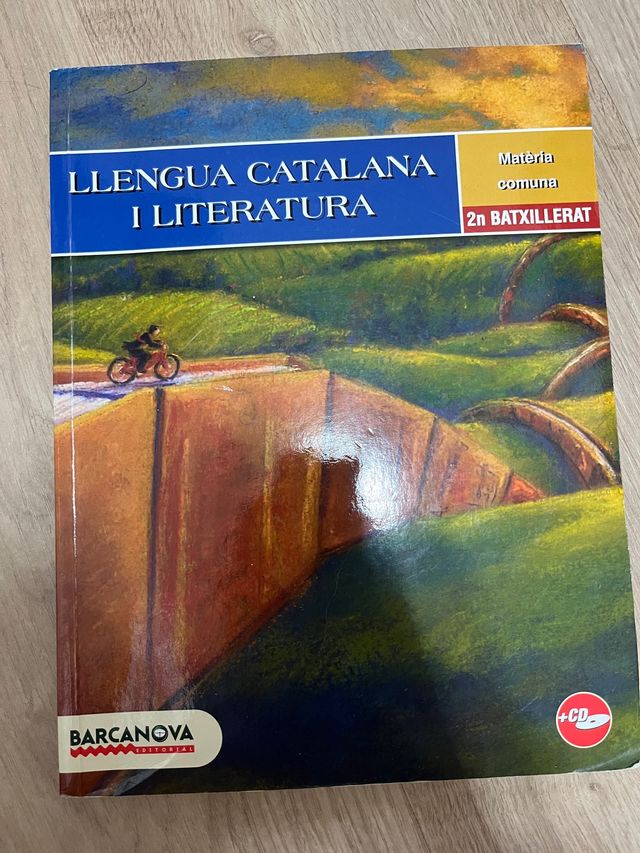 LLENGUA CATALANA
I LITERATURA
Matèria
comuna
2n BATXILLERAT
BARCANOVA
EDITORIAL
+CD